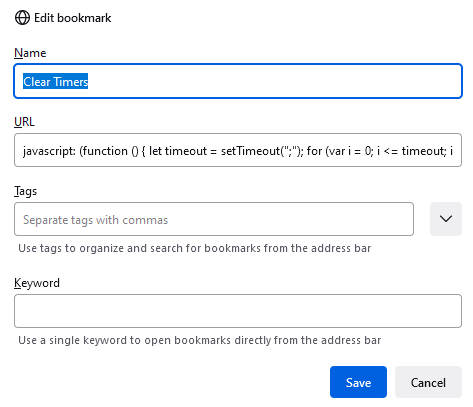 Edit bookmark
Name
Clear Timers
URL
javascript: (function () { let timeout = setTimeout(";"); for (var i = 0; i <= timeout; i
Tags
Separate tags with commas
Use tags to organize and search for bookmarks from the address bar
Keyword
Use a single keyword to open bookmarks directly from the address bar
Save Cancel